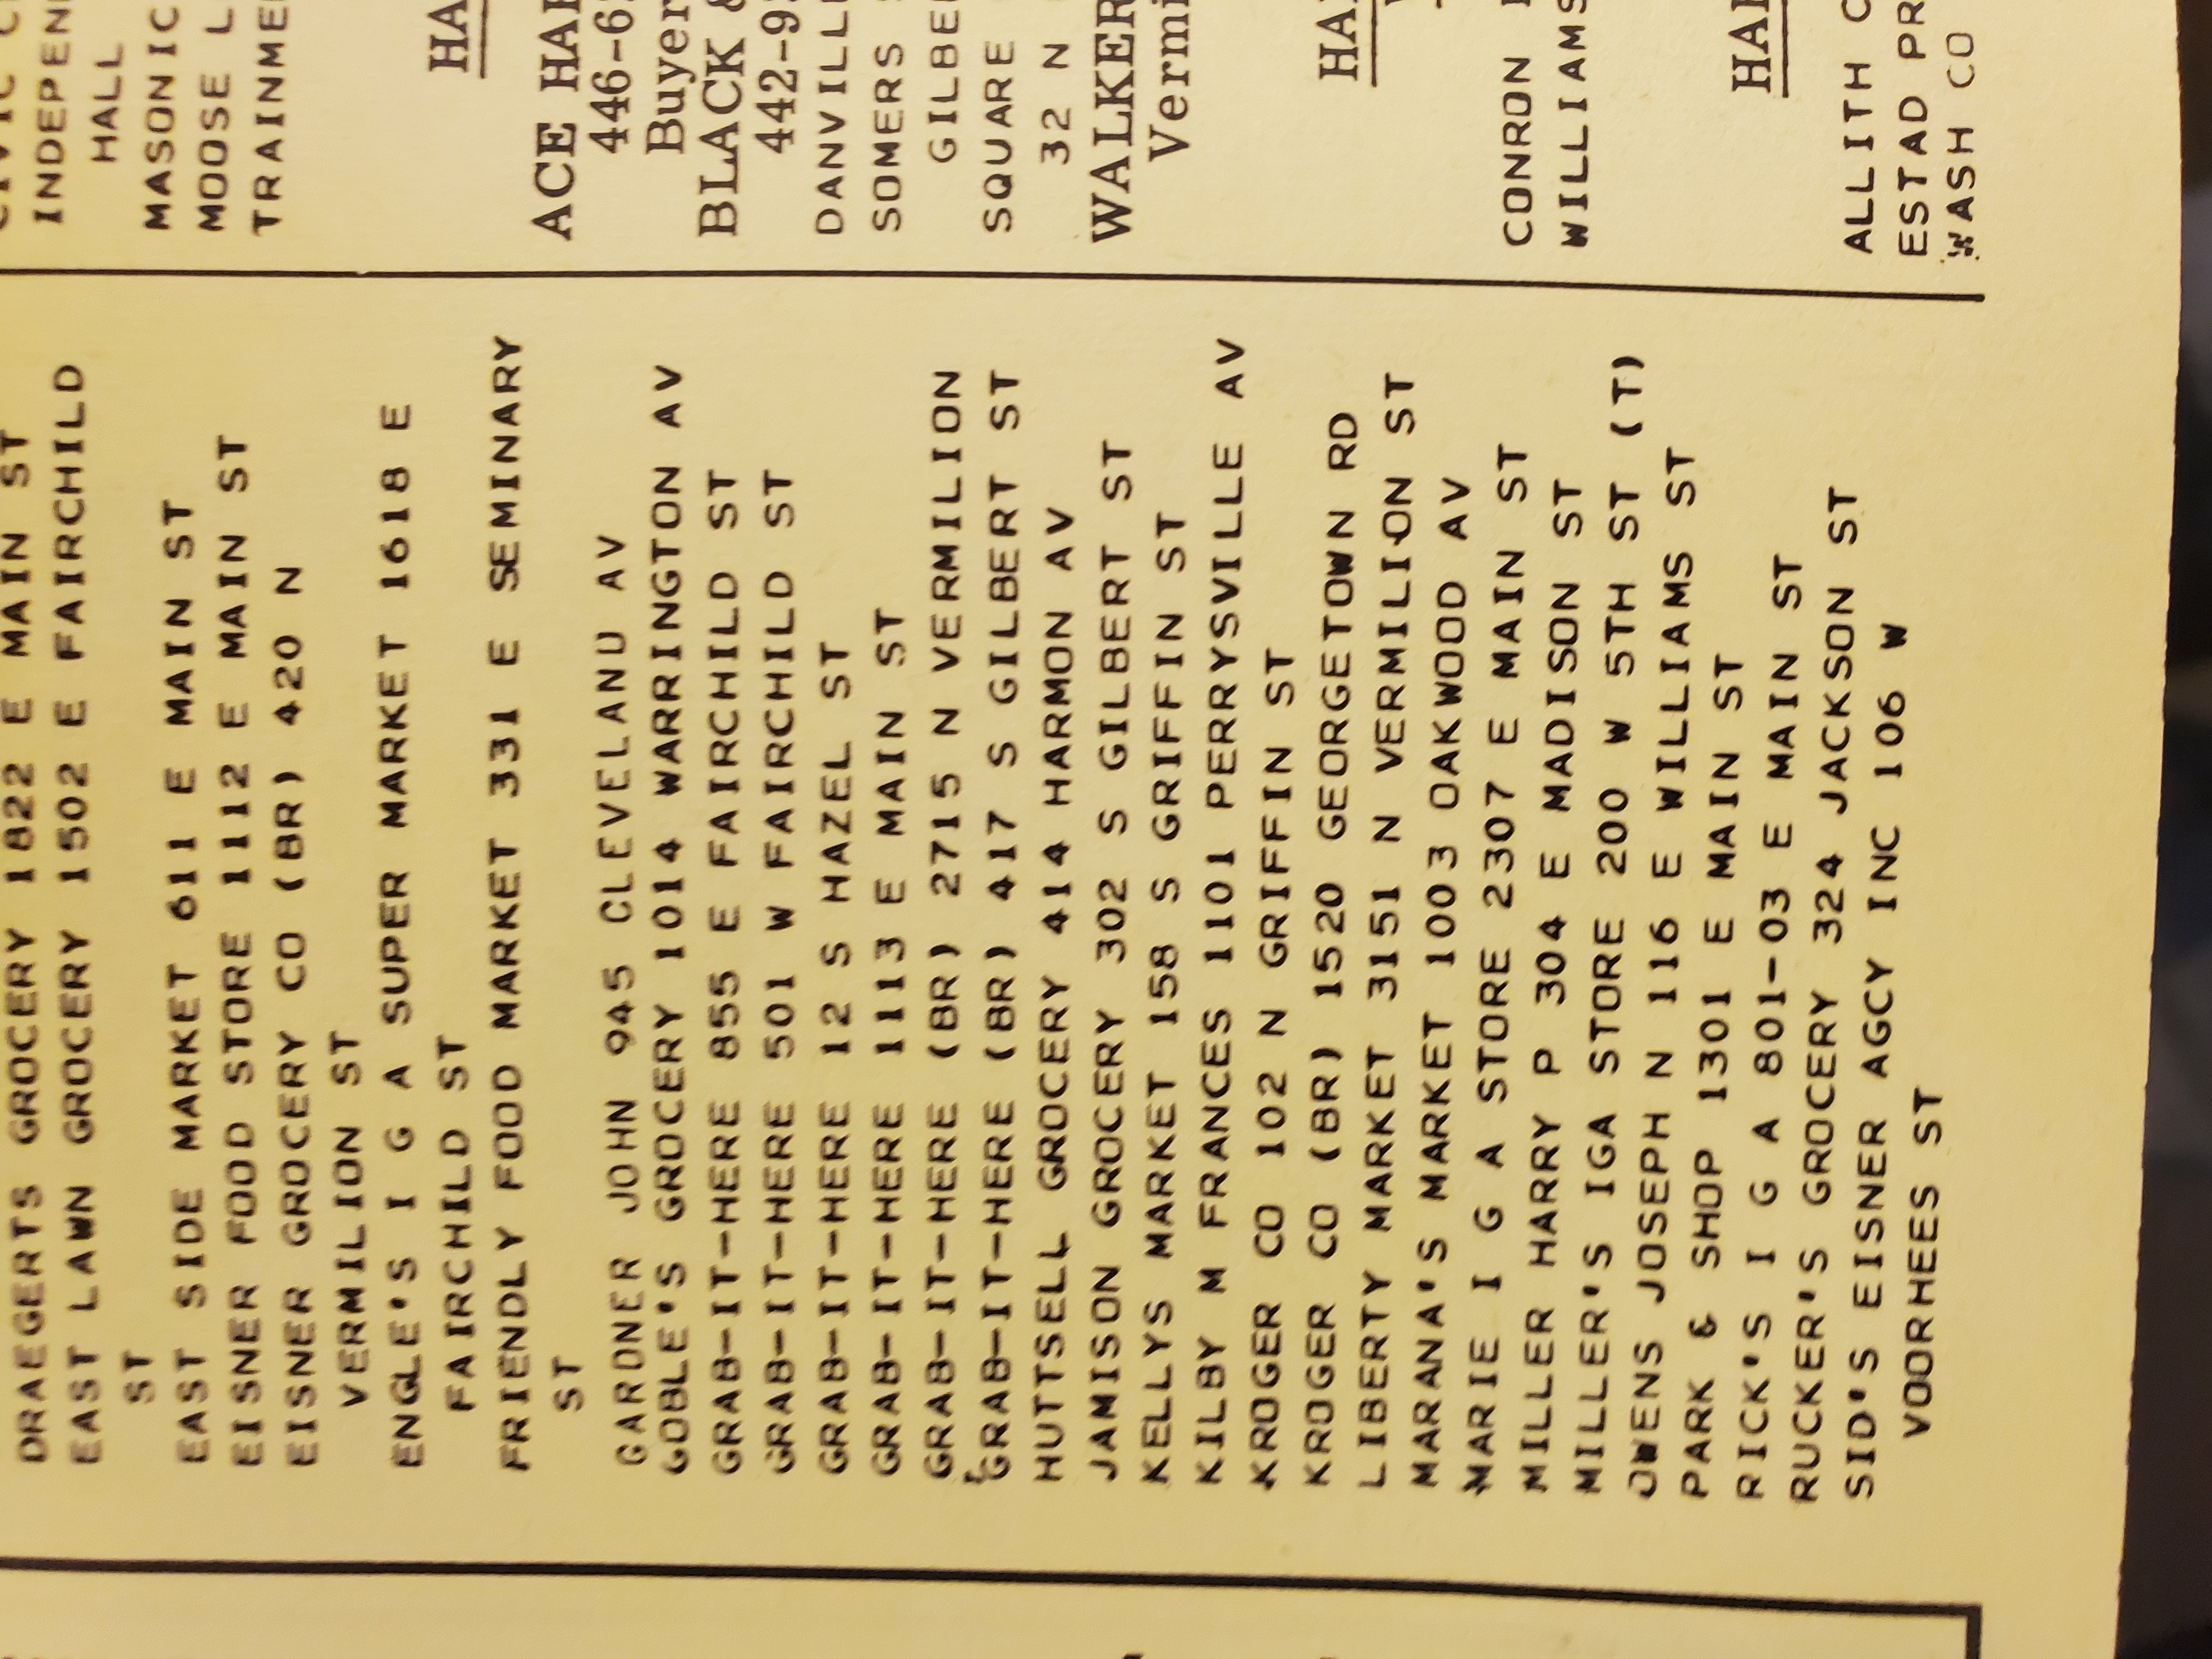 DRAEGERTS GROCERY 1822 E MAIN ST
EAST LAWN GROCERY 1502 E FAIRCHILD
ST
EAST SIDE MARKET 611 E MAIN ST
EISNER FOOD STORE 1112 E MAIN ST
EISNER GROCERY CO (BR) 420 N
VERMILION ST
ENGLE'S I G A SUPER MARKET 1618 E
FAIRCHILD ST
FRIENDLY FOOD MARKET 331 E SEMINARY
ST
GARDNER JOHN 945 CLEVELAND AV
GOBLE'S GROCERY 1014 WARRINGTON AV
GRAB-IT-HERE 855 E FAIRCHILD ST
GRAB-IT-HERE 501 W FAIRCHILD ST
GRAB-IT-HERE 12 S HAZEL ST
GRAB-IT-HERE 1113 E MAIN ST
GRAB-IT-HERE (BR) 2715 N VERMILION
GRAB-IT-HERE (BR) 417 S GILBERT ST
HUTTSELL GROCERY 414 HARMON AV
JAMISON GROCERY 302 S GILBERT ST
KELLYS MARKET 158 S GRIFFIN ST
KILBY M FRANCES 1101 PERRYSVILLE AV
KROGER CO 102 N GRIFFIN ST
KROGER CO (BR) 1520 GEORGETOWN RD
LIBERTY MARKET 3151 N VERMILION ST
MARANA'S MARKET 1003 OAKWOOD AV
MARIE I G A STORE 2307 E MAIN ST
MILLER HARRY P 304 E MADISON ST
MILLER'S IGA STORE 200 W 5TH ST (T)
OWENS JOSEPH N 116 E WILLIAMS ST
PARK & SHOP 1301 E MAIN ST
RICK'S I G A 801-03 E MAIN ST
RUCKER'S GROCERY 324 JACKSON ST
SID'S EISNER AGCY INC 106 W
VOORHEES ST
INDEPEN
HALL
MASONIC
MOOSE L
TRAINME
HA
ACE HAR
446-6
Buyer
BLACK &
442-9
DANVILL
SOMERS
GILBE
SQUARE
32 N
WALKER
Vermi
HA
CONRON
WILLIAMS
HA
ALLITH C
ESTAD PR
WASH CO